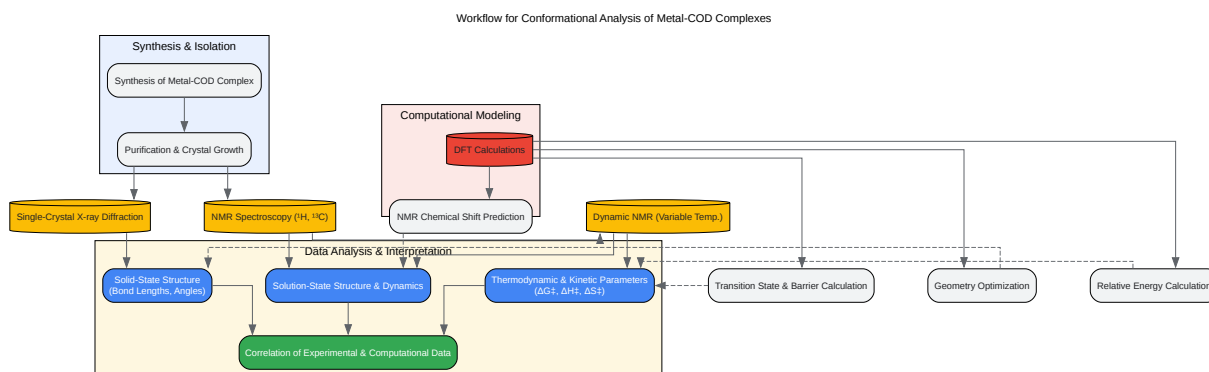 Workflow for Conformational Analysis of Metal-COD Complexes
Synthesis & Isolation
Synthesis of Metal-COD Complex
Computational Modeling
Purification & Crystal Growth
DFT Calculations
Single-Crystal X-ray Diffraction
NMR Spectroscopy (¹H, ¹³C)
NMR Chemical Shift Prediction
Dynamic NMR (Variable Temp.)
Data Analysis & Interpretation
Solid-State Structure
(Bond Lengths, Angles)
Solution-State Structure & Dynamics
Thermodynamic & Kinetic Parameters
(ΔG‡, ΔH‡, ΔS‡)
Transition State & Barrier Calculation
Geometry Optimization
Relative Energy Calculation
Correlation of Experimental & Computational Data